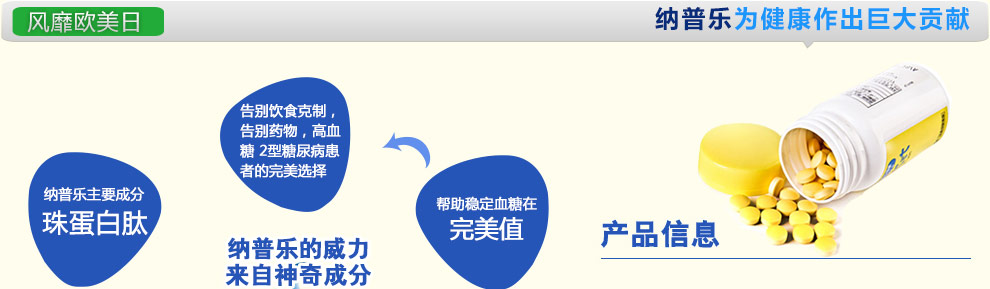 风靡欧美日
纳普乐为健康作出巨大贡献
告别饮食克制，
告别药物，高血
糖 2型糖尿病患
者的完美选择
纳普乐主要成分
珠蛋白肽
帮助稳定血糖在
完美值
纳普乐的威力
来自神奇成分
产品信息